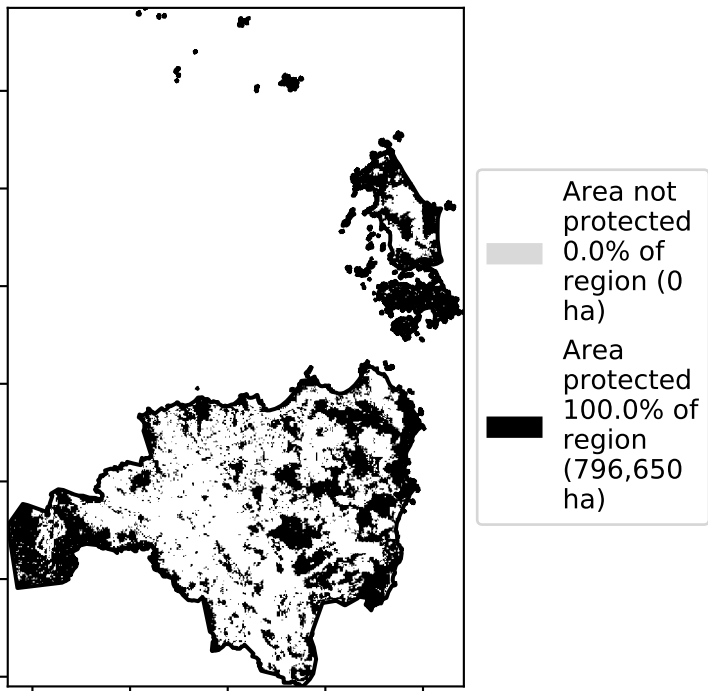 Area not
protected
0.0% of
region (0
ha)
Area
protected
100.0% of
region
(796,650
ha)